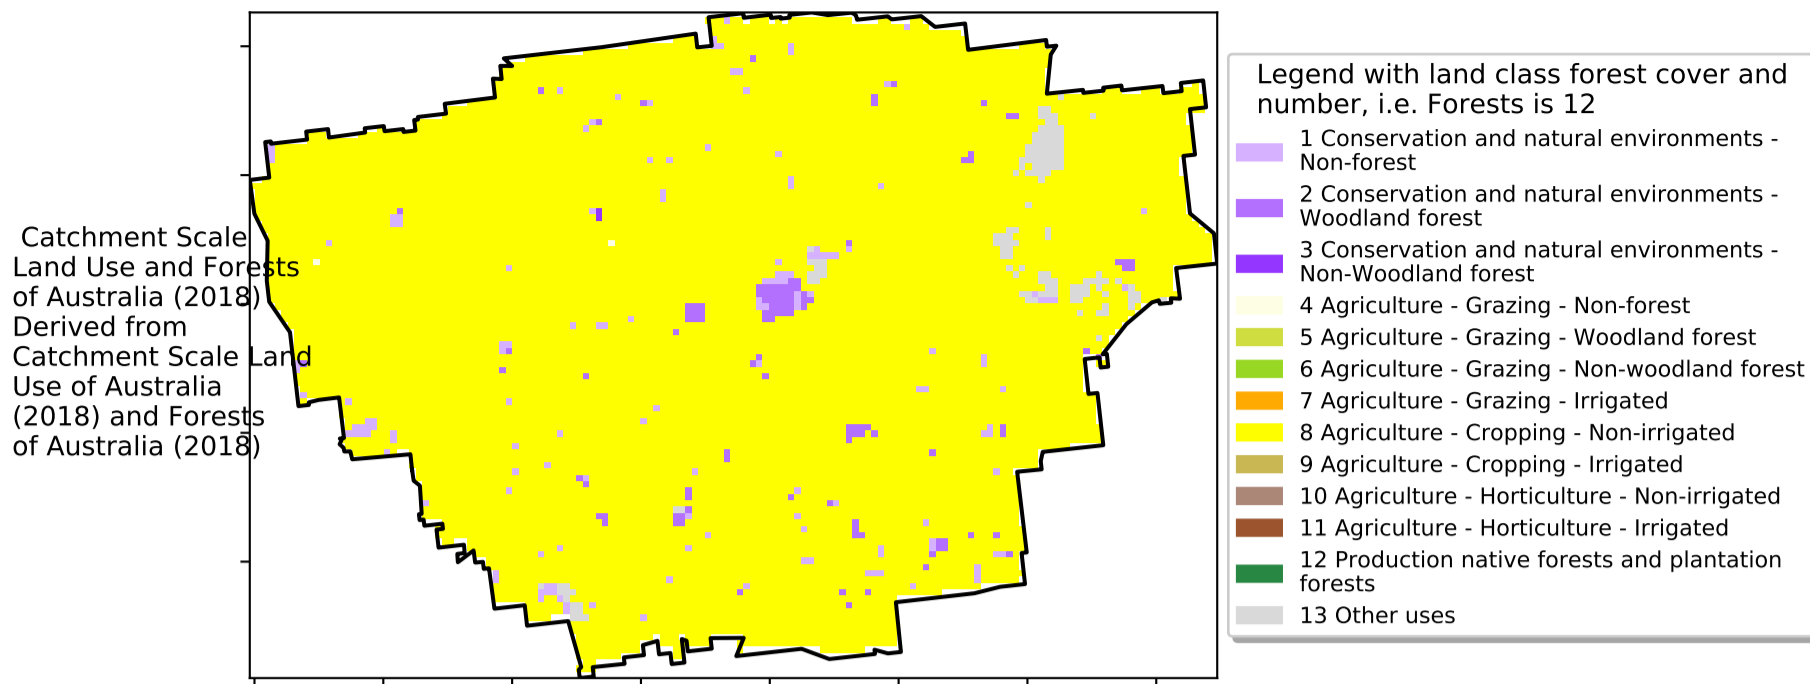 Catchment Scale
Land Use and Forests
of Australia (2018)
Derived from
Catchment Scale Land
Use of Australia
(2018) and Forests
of Australia (2018)
Legend with land class forest cover and
number, i.e. Forests is 12
1 Conservation and natural environments -
Non-forest
2 Conservation and natural environments -
Woodland forest
3 Conservation and natural environments -
Non-Woodland forest
4 Agriculture - Grazing - Non-forest
5 Agriculture - Grazing - Woodland forest
6 Agriculture - Grazing - Non-woodland forest
7 Agriculture - Grazing - Irrigated
8 Agriculture - Cropping - Non-irrigated
9 Agriculture - Cropping - Irrigated
10 Agriculture - Horticulture - Non-irrigated
11 Agriculture - Horticulture - Irrigated
12 Production native forests and plantation
forests
13 Other uses